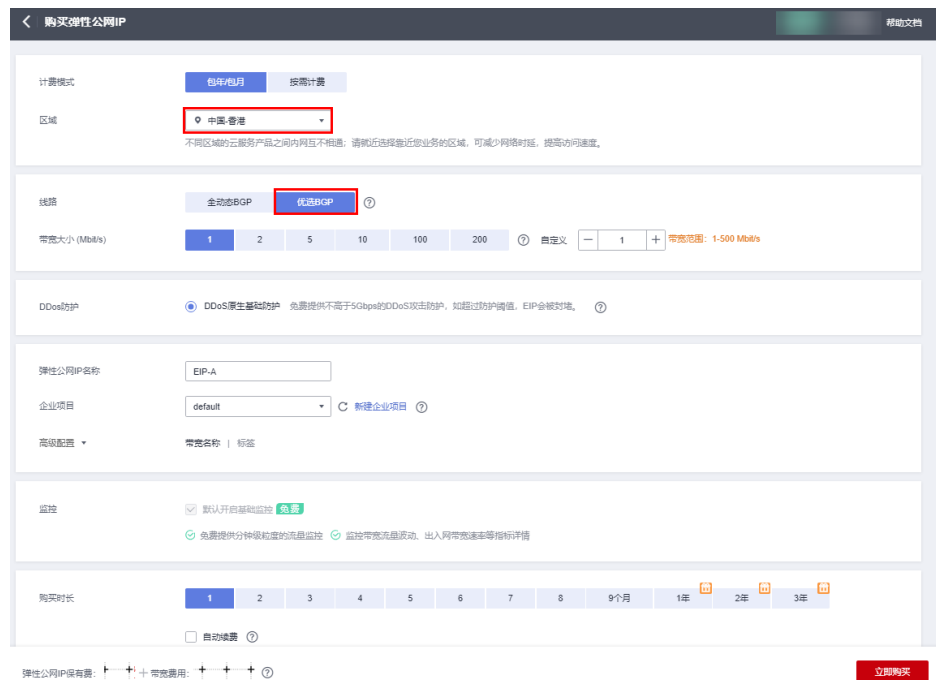 购买弹性公网IP 帮助文档
计费模式 包年/包月 按需计费
区域 中国-香港
不同区域的云服务产品之间内网互不相通；请就近选择靠近您业务的区域，可减少网络时延，提高访问速度。
线路 全动态BGP 优选BGP
带宽大小 (Mbit/s) 1 2 5 10 100 200 自定义 1 带宽范围：1-500 Mbit/s
DDoS防护 DDoS原生基础防护 免费提供不高于5Gbps的DDoS攻击防护，如超过防护阈值，EIP会被封堵。
弹性公网IP名称 EIP-A
企业项目 default 新建企业项目
高级配置 带宽名称 | 标签
监控 默认开启基础监控 免费
免费提供分钟级粒度的流量监控 监控带宽流量波动、出入网带宽速率等指标详情
购买时长 1 2 3 4 5 6 7 8 9个月 1年 2年 3年
自动续费
弹性公网IP保有费： + 带宽费用： 立即购买